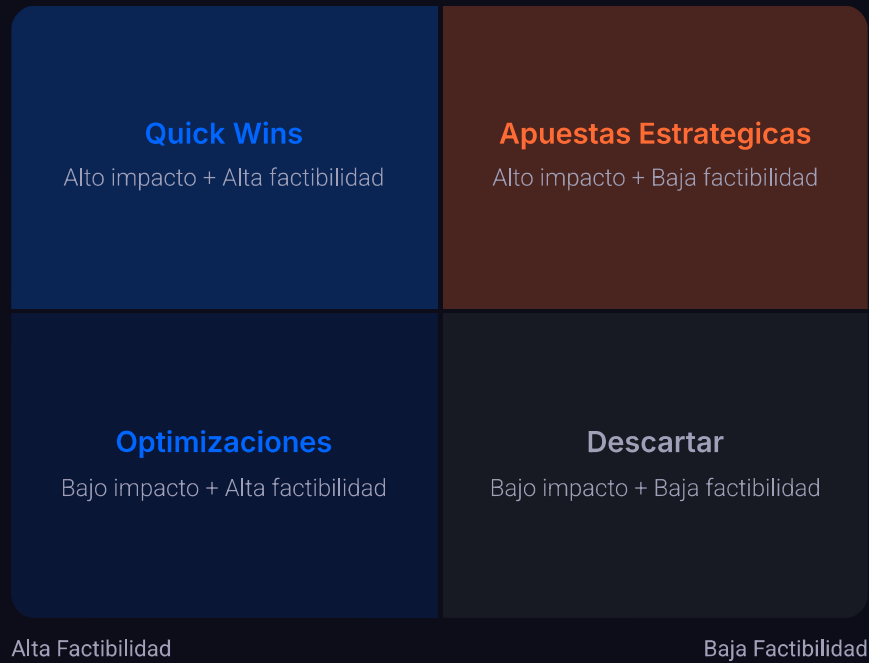 Quick Wins
Alto impacto + Alta factibilidad
Apuestas Estrategicas
Alto impacto + Baja factibilidad
Optimizaciones
Bajo impacto + Alta factibilidad
Descartar
Bajo impacto + Baja factibilidad
Alta Factibilidad
Baja Factibilidad